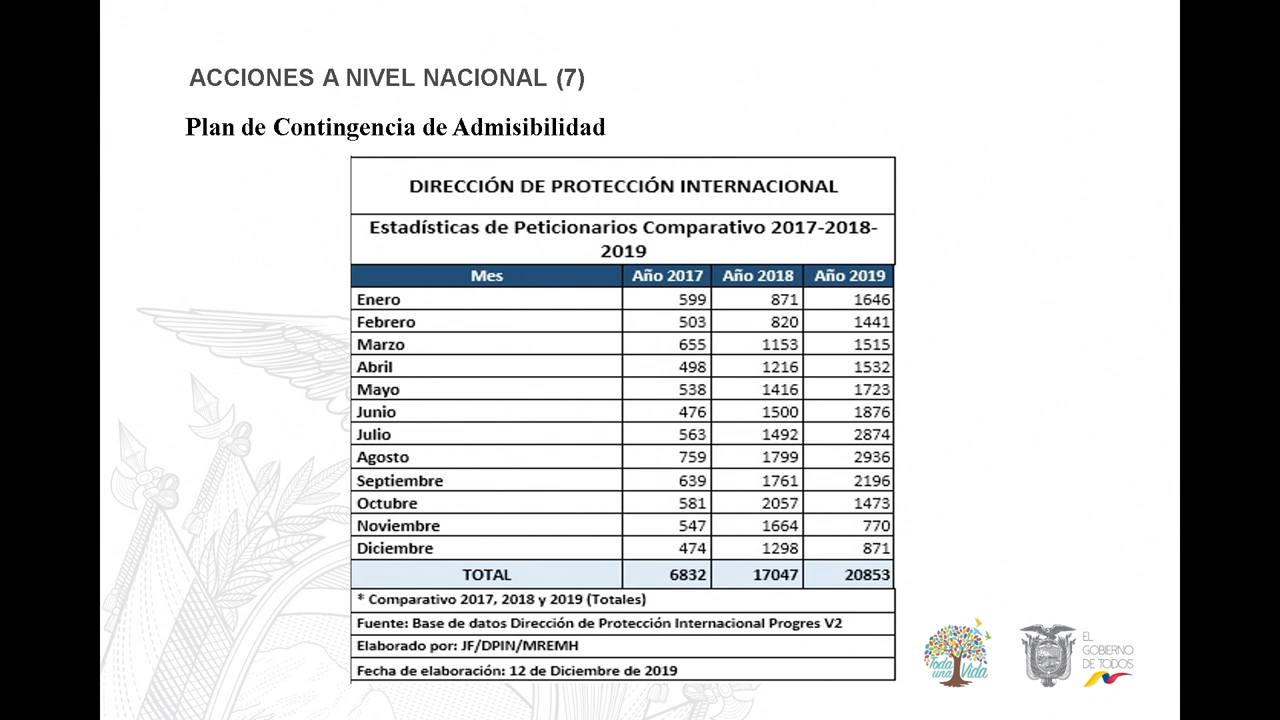 ACCIONES A NIVEL NACIONAL (7)
Plan de Contingencia de Admisibilidad
DIRECCIÓN DE PROTECCIÓN INTERNACIONAL
Estadísticas de Peticionarios Comparativo 2017-2018-
2019
Mes Año 2017 Año 2018 Año 2019
Enero 599 871 1646
Febrero 503 820 1441
Marzo 655 1153 1515
Abril 498 1216 1532
Mayo 538 1416 1723
Junio 476 1500 1876
Julio 563 1492 2874
Agosto 759 1799 2936
Septiembre 639 1761 2196
Octubre 581 2057 1473
Noviembre 547 1664 770
Diciembre 474 1298 871
TOTAL 6832 17047 20853
* Comparativo 2017, 2018 y 2019 (Totales)
Fuente: Base de datos Dirección de Protección Internacional Progres V2
Elaborado por: JF/DPIN/MREMH
Fecha de elaboración: 12 de Diciembre de 2019
Toda
una Vida
EL
GOBIERNO
DE TODOS